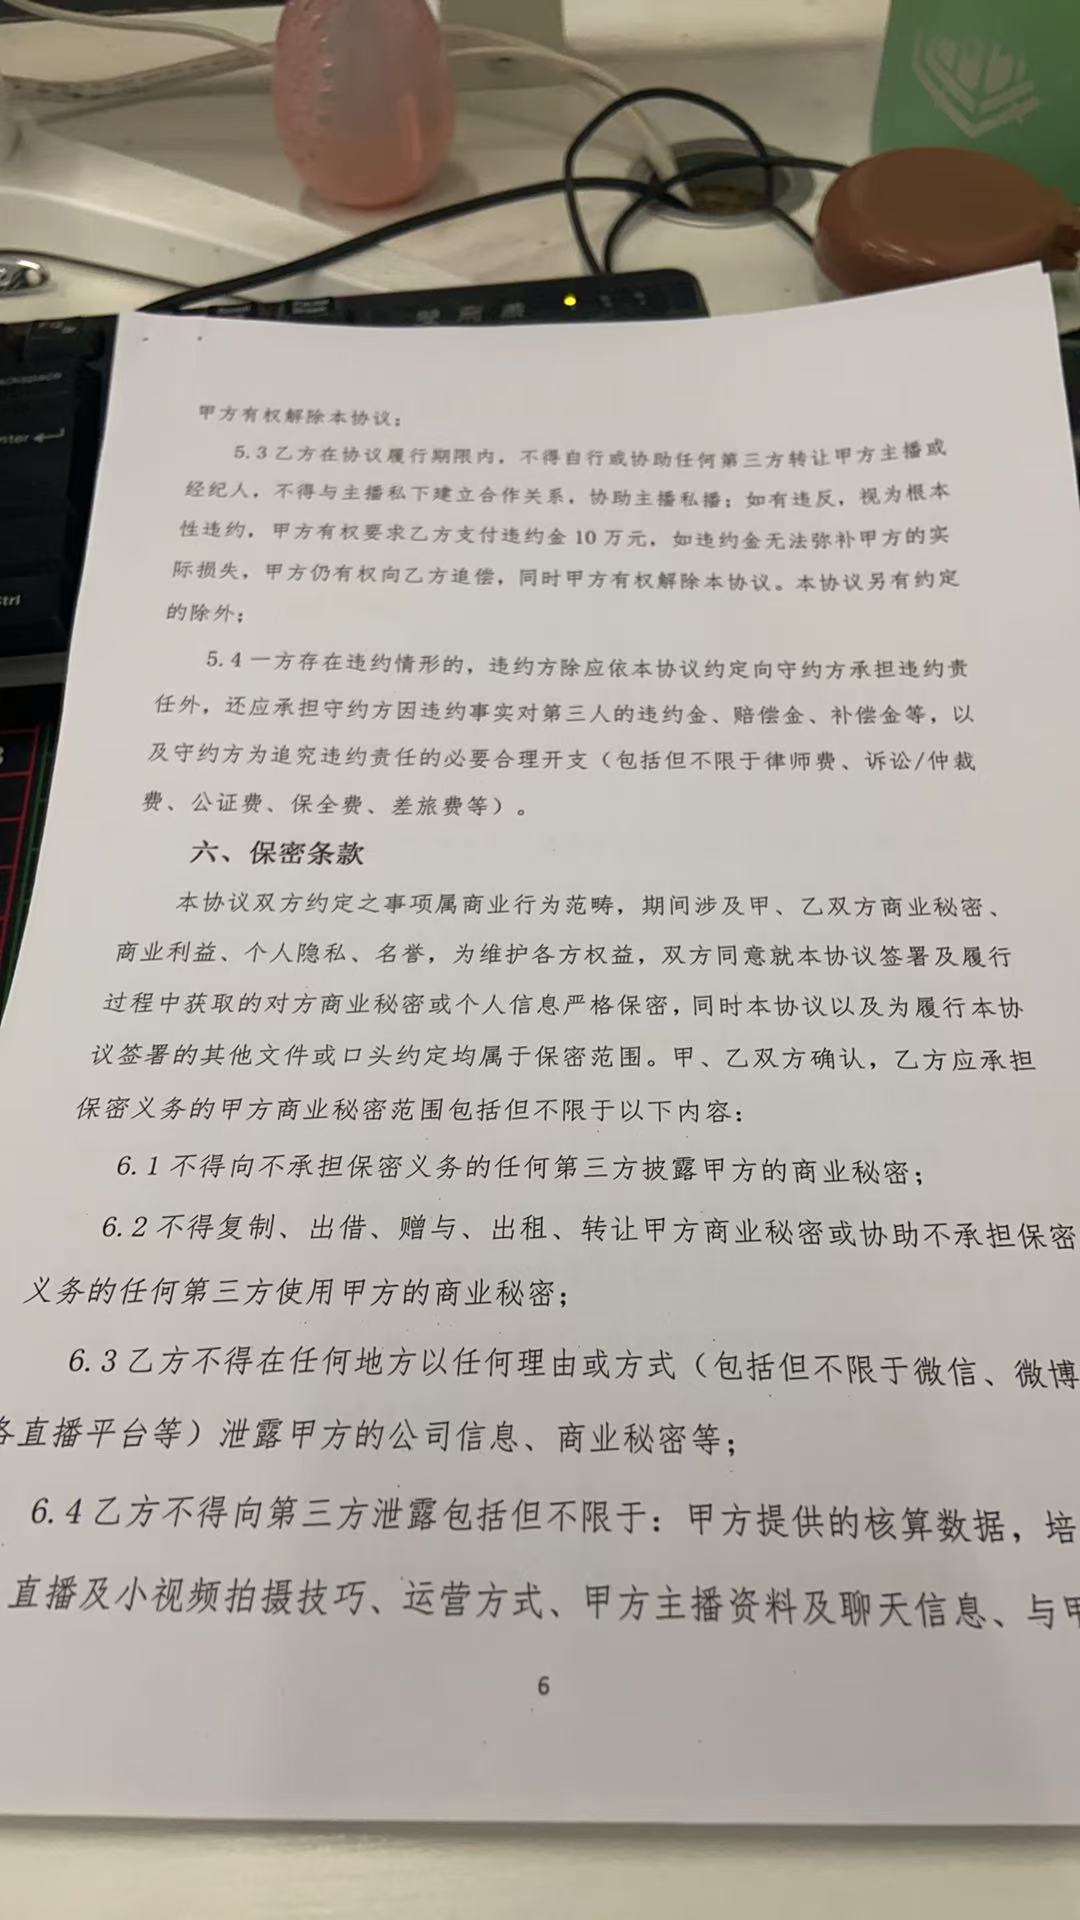 甲方有权解除本协议；
5.3 乙方在协议履行期限内，不得自行或协助任何第三方转让甲方主播或
经纪人，不得与主播私下建立合作关系，协助主播私播；如有违反，视为根本
性违约，甲方有权要求乙方支付违约金 10 万元，如违约金无法弥补甲方的实
际损失，甲方仍有权向乙方追偿，同时甲方有权解除本协议。本协议另有约定
的除外；
5.4 一方存在违约情形的，违约方除应依本协议约定向守约方承担违约责
任外，还应承担守约方因违约事实对第三人的违约金、赔偿金、补偿金等，以
及守约方为追究违约责任的必要合理开支（包括但不限于律师费、诉讼/仲裁
费、公证费、保全费、差旅费等）。
六、保密条款
本协议双方约定之事项属商业行为范畴，期间涉及甲、乙双方商业秘密、
商业利益、个人隐私、名誉，为维护各方权益，双方同意就本协议签署及履行
过程中获取的对方商业秘密或个人信息严格保密，同时本协议以及为履行本协
议签署的其他文件或口头约定均属于保密范围。甲、乙双方确认，乙方应承担
保密义务的甲方商业秘密范围包括但不限于以下内容：
6.1 不得向不承担保密义务的任何第三方披露甲方的商业秘密；
6.2 不得复制、出借、赠与、出租、转让甲方商业秘密或协助不承担保密
义务的任何第三方使用甲方的商业秘密；
6.3 乙方不得在任何地方以任何理由或方式（包括但不限于微信、微博
各直播平台等）泄露甲方的公司信息、商业秘密等；
6.4 乙方不得向第三方泄露包括但不限于：甲方提供的核算数据，培
直播及小视频拍摄技巧、运营方式、甲方主播资料及聊天信息、与甲
6